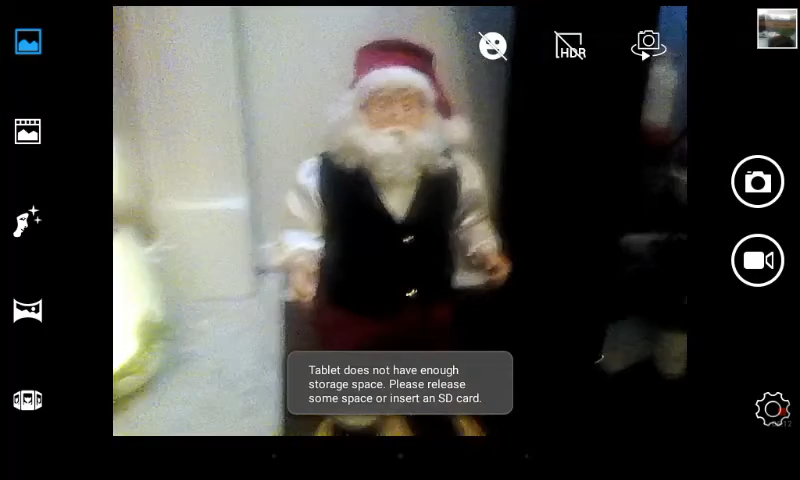 HDR
Tablet does not have enough
storage space. Please release
some space or insert an SD card.